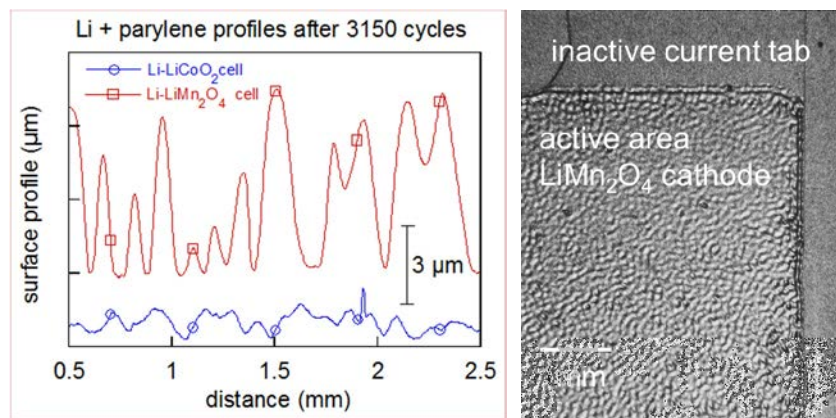 Li + parylene profiles after 3150 cycles
Li-LiCoO₂cell
Li-LiMn₂O₄ cell
surface profile (µm)
3 µm
0.5 1 1.5 2 2.5
distance (mm)
inactive current tab
active area
LiMn₂O₄ cathode